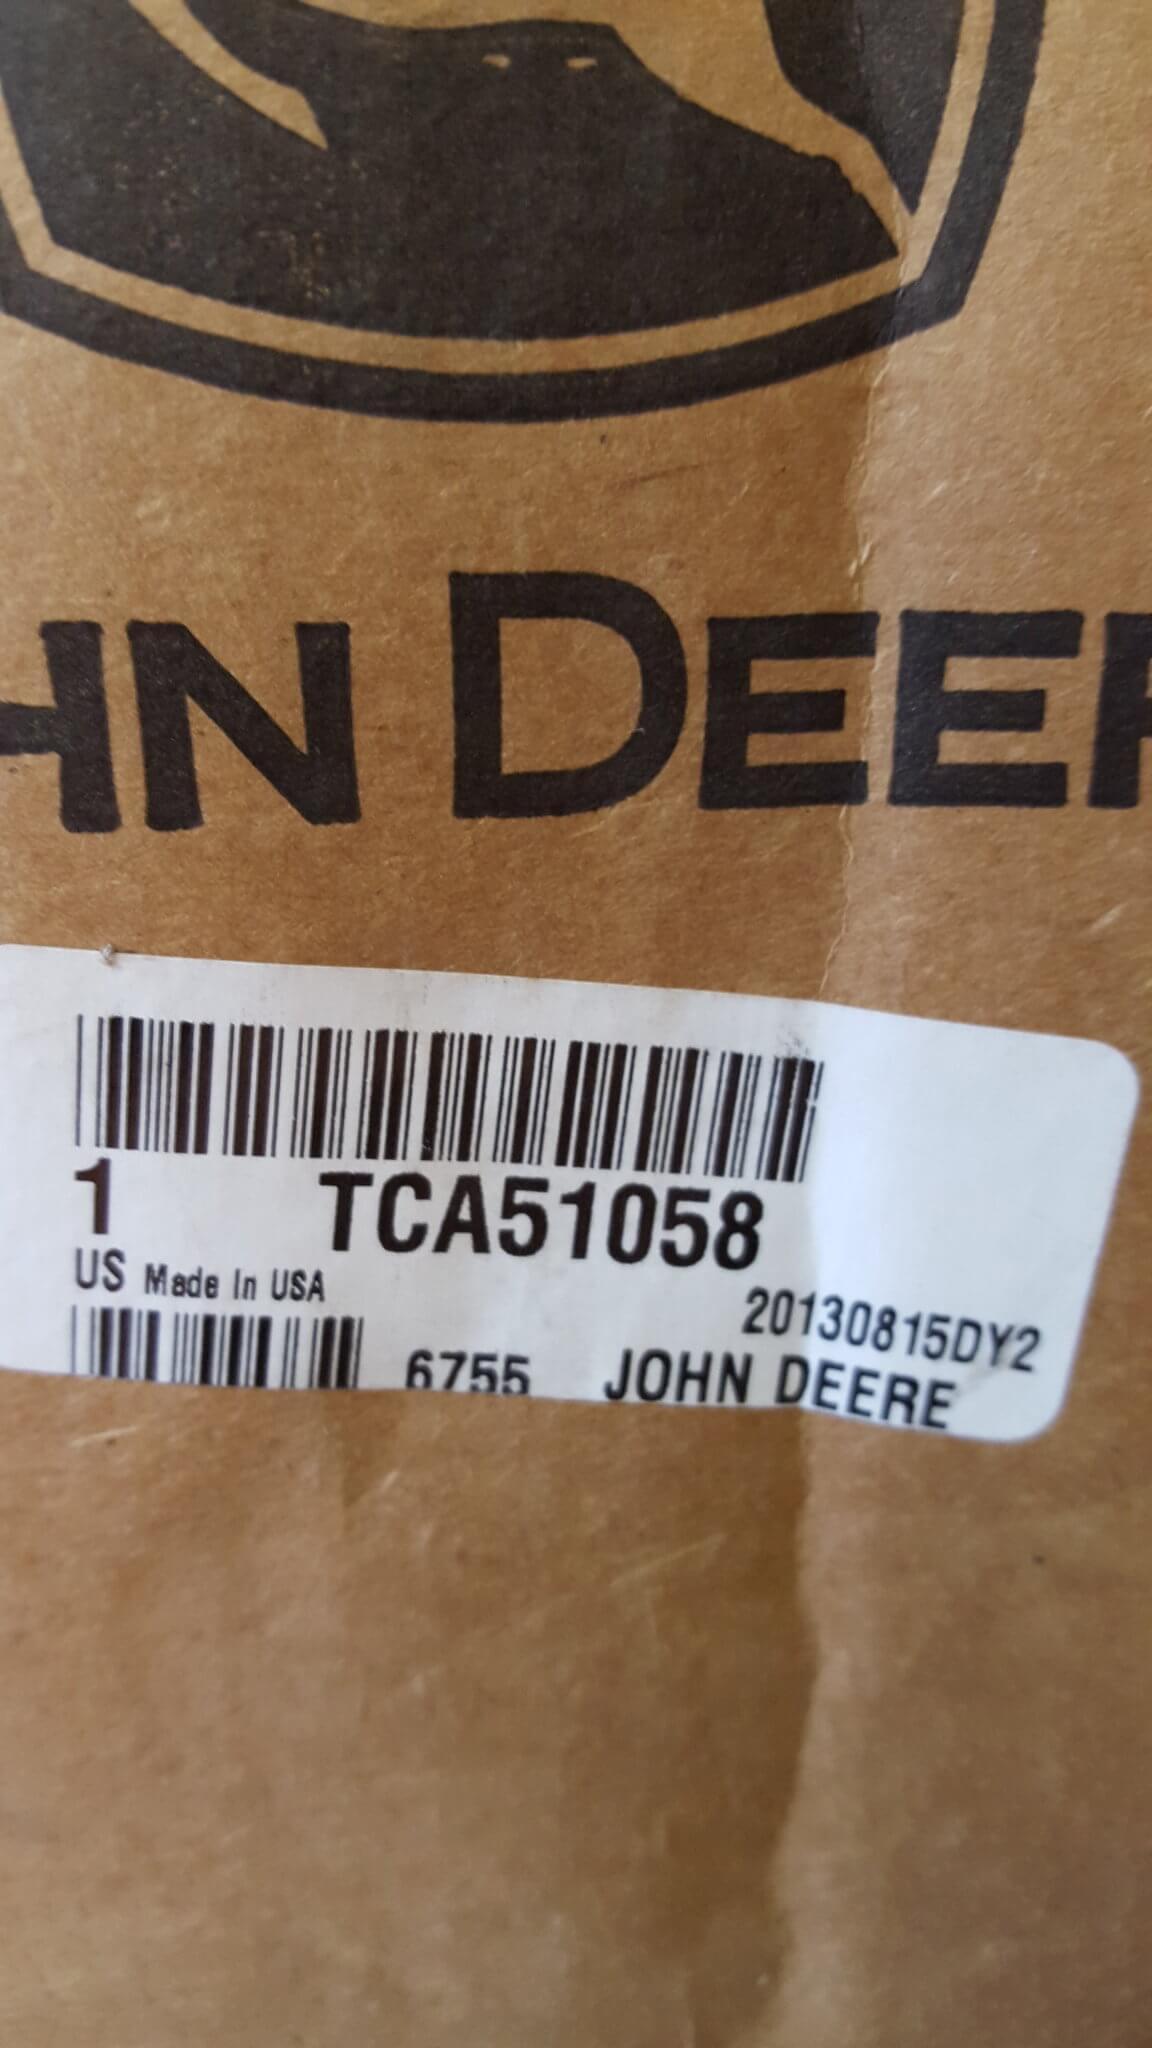 HN DEER
1 TCA51058
US Made In USA
20130815DY2
6755 JOHN DEERE